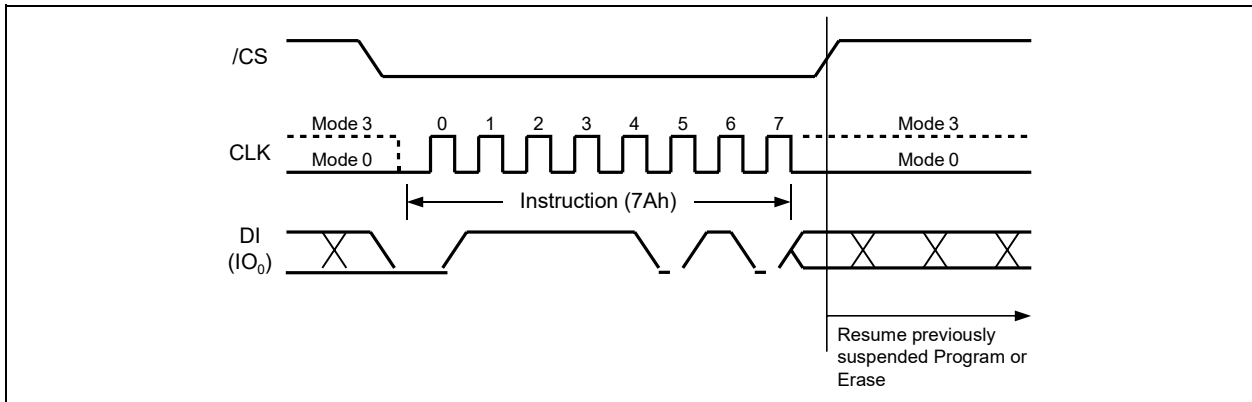 /CS
Mode 3 0 1 2 3 4 5 6 7 Mode 3
CLK
Mode 0 Mode 0
Instruction (7Ah)
DI
(IO₀)
Resume previously
suspended Program or
Erase